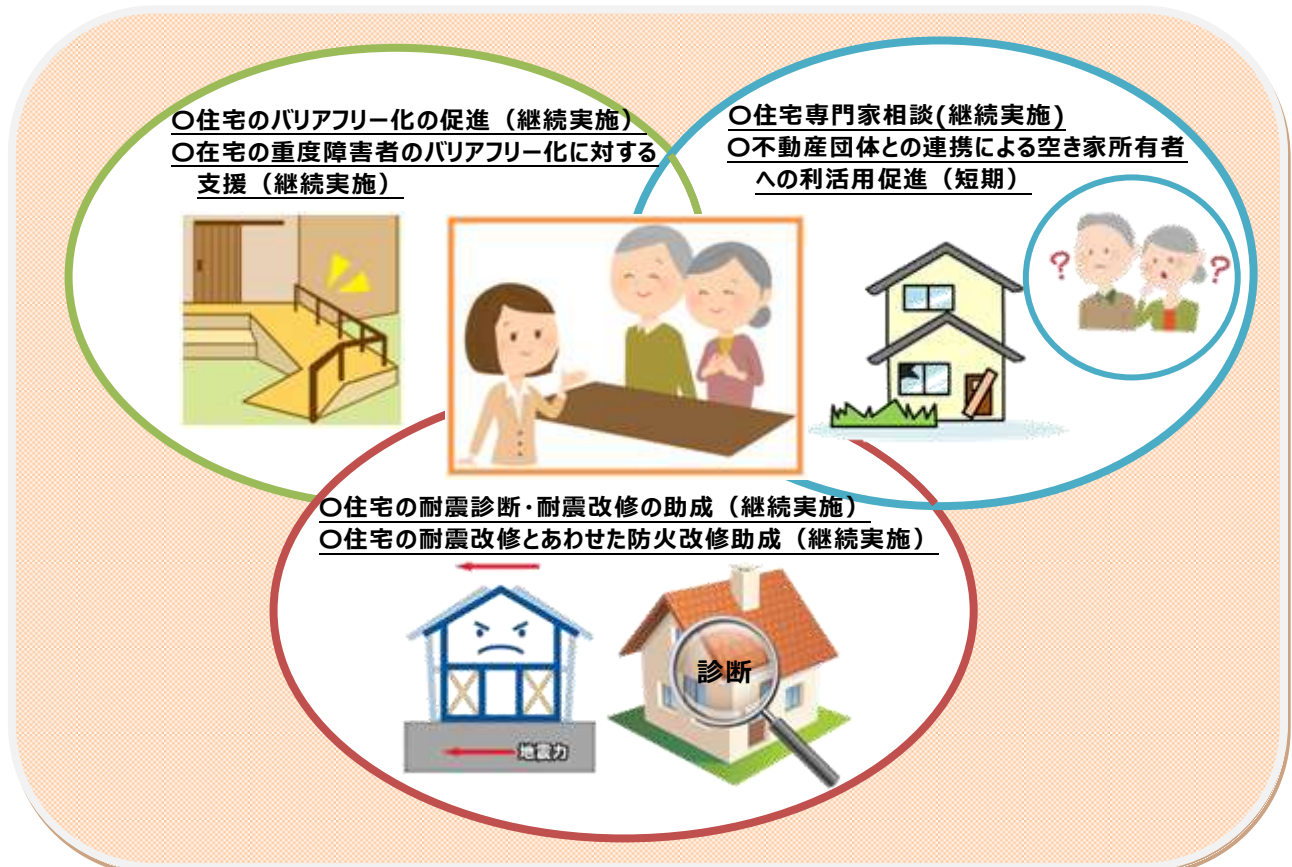 〇住宅のバリアフリー化の促進（継続実施）
〇在宅の重度障害者のバリアフリー化に対する
支援（継続実施）
〇住宅専門家相談(継続実施)
〇不動産団体との連携による空き家所有者
への利活用促進（短期）
? ?
〇住宅の耐震診断・耐震改修の助成（継続実施）
〇住宅の耐震改修とあわせた防火改修助成（継続実施）
診断
地震力